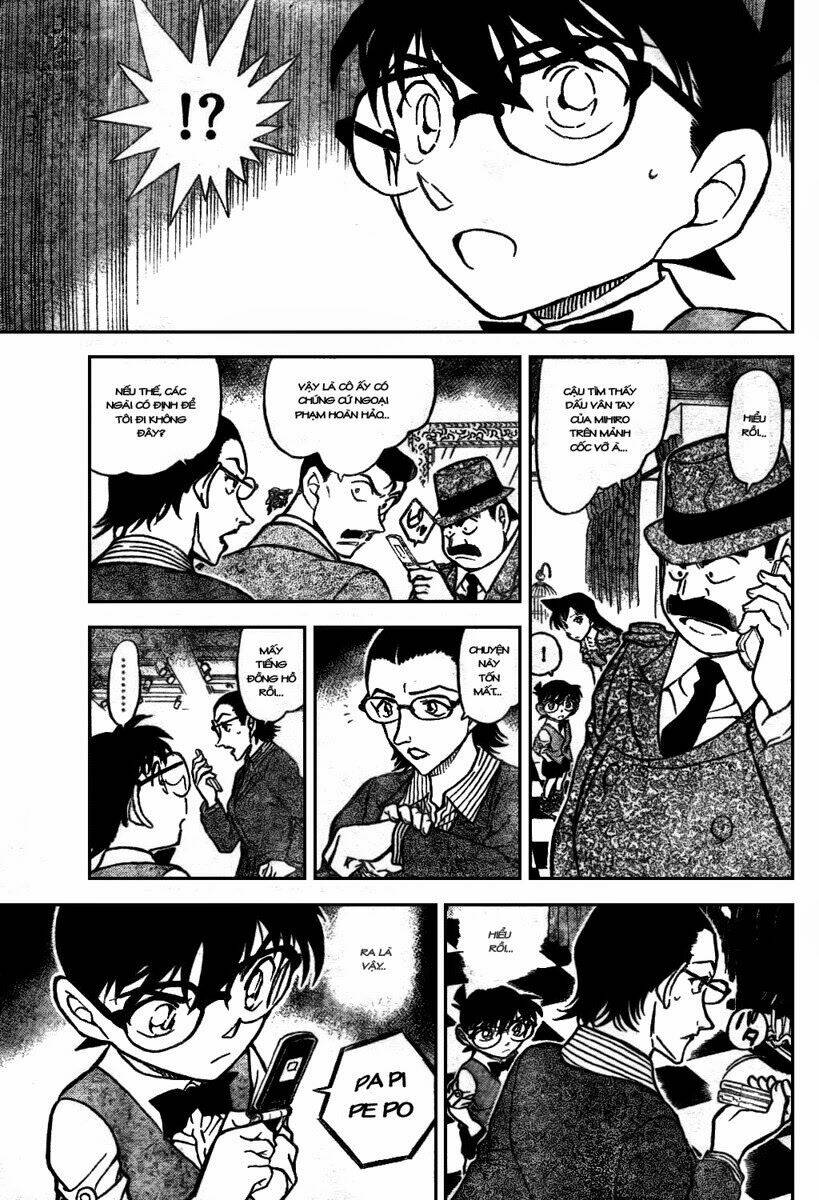 !?
HIỂU
RỒI...
CẬU TÌM THẤY
DẤU VÂN TAY
CỦA MIHIRO
TRÊN MẢNH
CỐC VỠ À...
!
VẬY LÀ CÔ ẤY CÓ
CHỨNG CỨ NGOẠI
PHẠM HOÀN HẢO...
NẾU THẾ, CÁC
NGÀI CÓ ĐỊNH ĐỂ
TÔI ĐI KHÔNG
ĐÂY?
CHUYỆN
NÀY
TỐN
MẤT...
MẤY
TIẾNG
ĐỒNG HỒ
RỒI...
........
HIỂU
RỒI...
RA LÀ
VẬY...
PA PI
PE PO